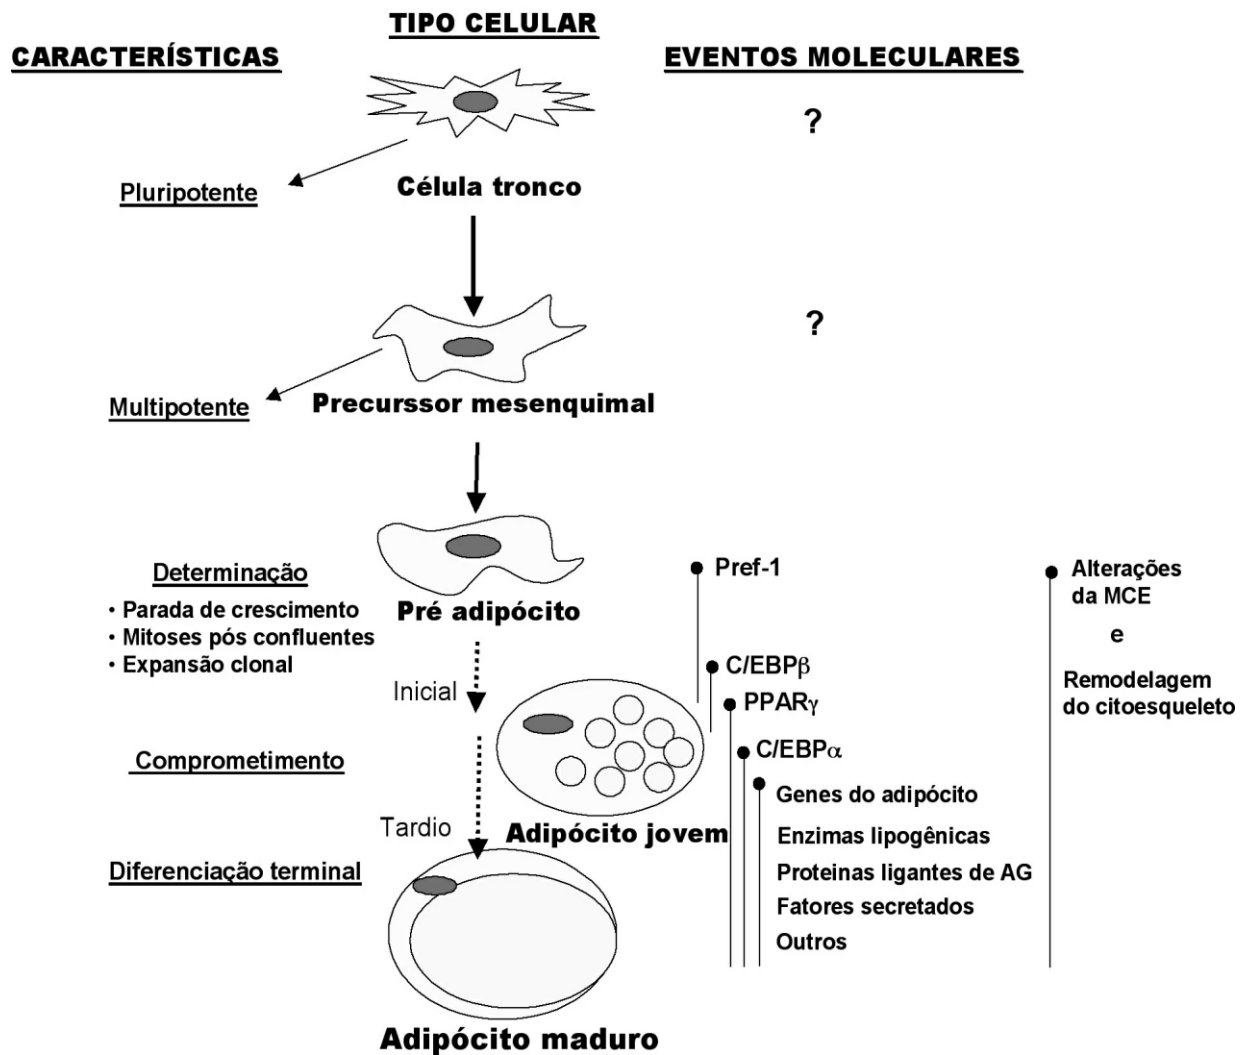 TIPO CELULAR
CARACTERÍSTICAS
EVENTOS MOLECULARES
?
Pluripotente
Célula tronco
?
Multipotente
Precurssor mesenquimal
Determinação
• Parada de crescimento
• Mitoses pós confluentes
• Expansão clonal
Pré adipócito
Pref-1
Alterações
da MCE
e
Remodelagem
do citoesqueleto
Inicial
C/EBPβ
PPARγ
C/EBPα
Comprometimento
Genes do adipócito
Tardio
Adipócito jovem
Enzimas lipogênicas
Diferenciação terminal
Proteinas ligantes de AG
Fatores secretados
Outros
Adipócito maduro